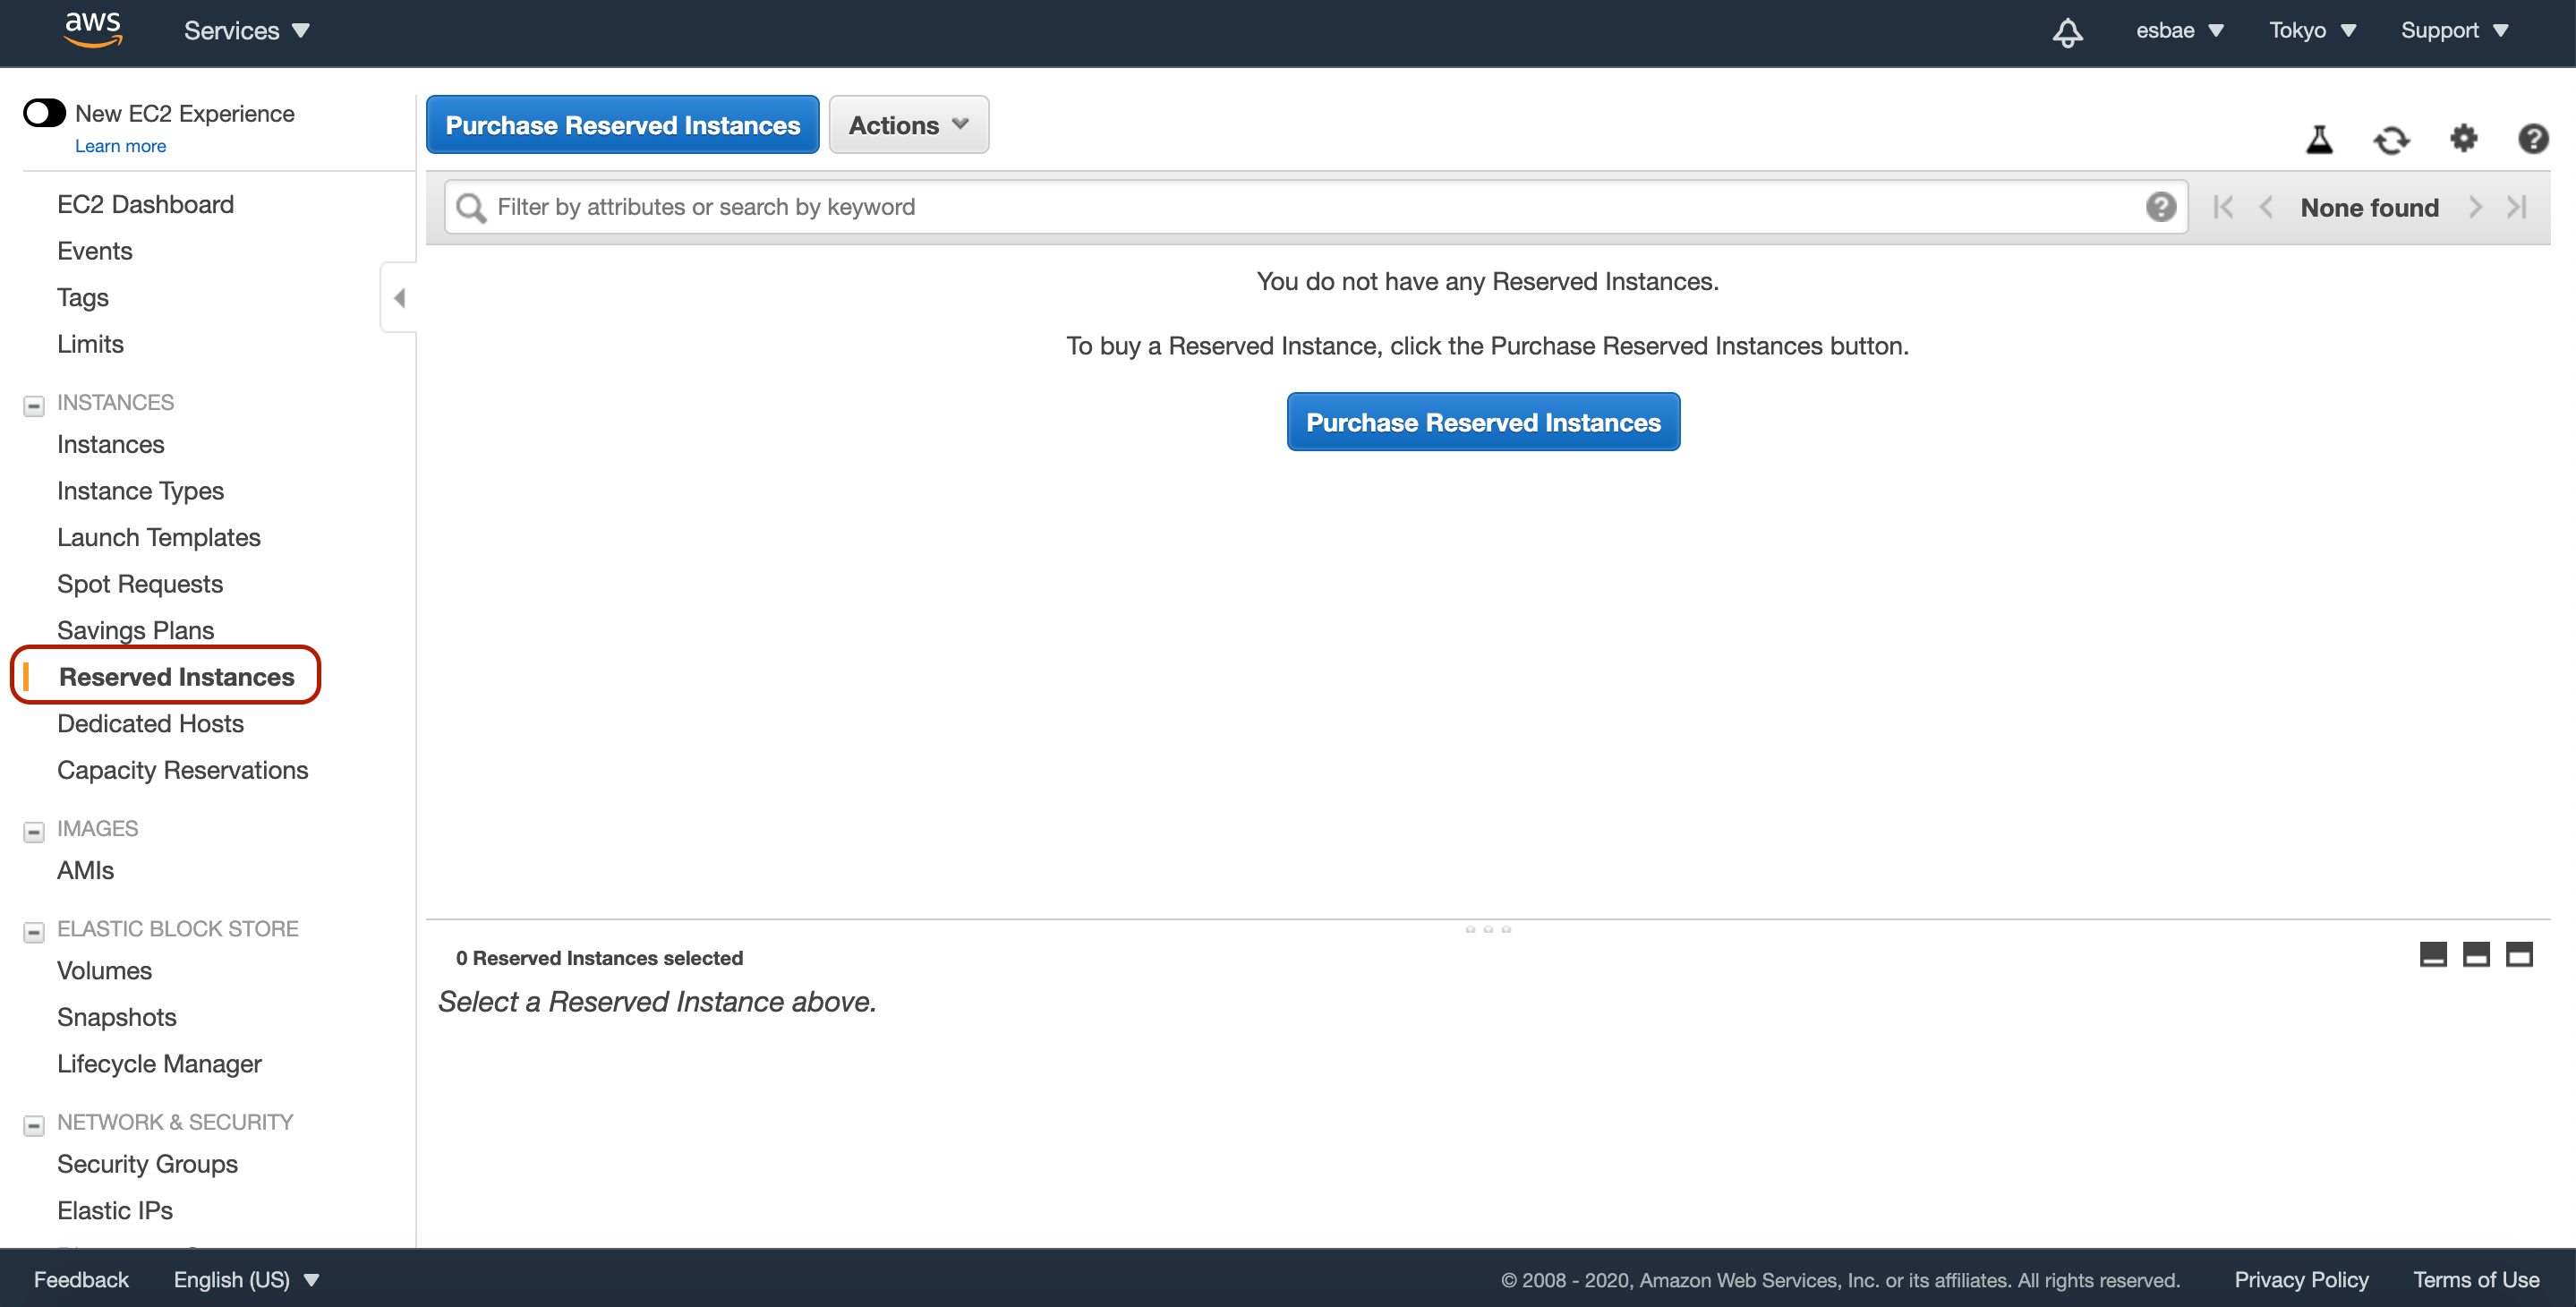 aws
Services
esbae
Tokyo
Support
New EC2 Experience
Learn more
EC2 Dashboard
Events
Tags
Limits
INSTANCES
Instances
Instance Types
Launch Templates
Spot Requests
Savings Plans
Reserved Instances
Dedicated Hosts
Capacity Reservations
IMAGES
AMIs
ELASTIC BLOCK STORE
Volumes
Snapshots
Lifecycle Manager
NETWORK & SECURITY
Security Groups
Elastic IPs
Purchase Reserved Instances
Actions
Filter by attributes or search by keyword
None found
You do not have any Reserved Instances.
To buy a Reserved Instance, click the Purchase Reserved Instances button.
Purchase Reserved Instances
0 Reserved Instances selected
Select a Reserved Instance above.
Feedback
English (US)
© 2008 - 2020, Amazon Web Services, Inc. or its affiliates. All rights reserved.
Privacy Policy
Terms of Use